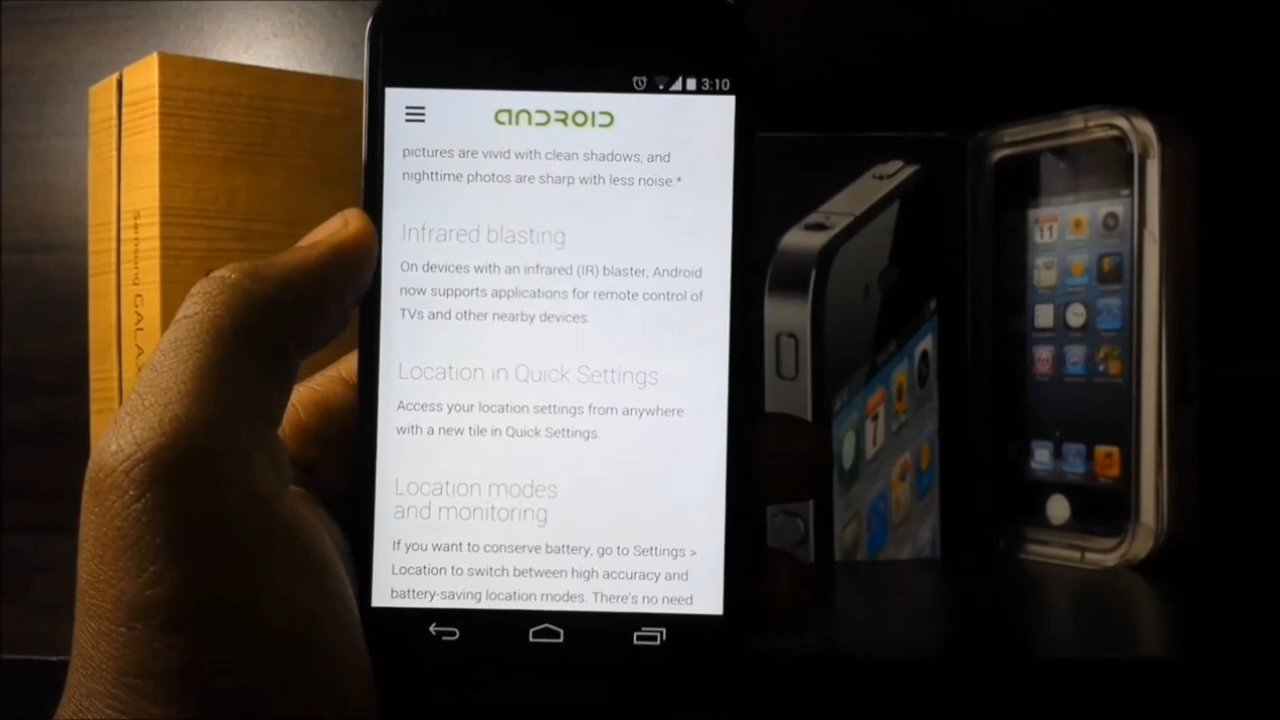 3:10
ANDROID
pictures are vivid with clean shadows, and
nighttime photos are sharp with less noise.*
Infrared blasting
On devices with an infrared (IR) blaster, Android
now supports applications for remote control of
TVs and other nearby devices.
Location in Quick Settings
Access your location settings from anywhere
with a new tile in Quick Settings.
Location modes
and monitoring
If you want to conserve battery, go to Settings >
Location to switch between high accuracy and
battery-saving location modes. There's no need
Samsung GALA
7
11